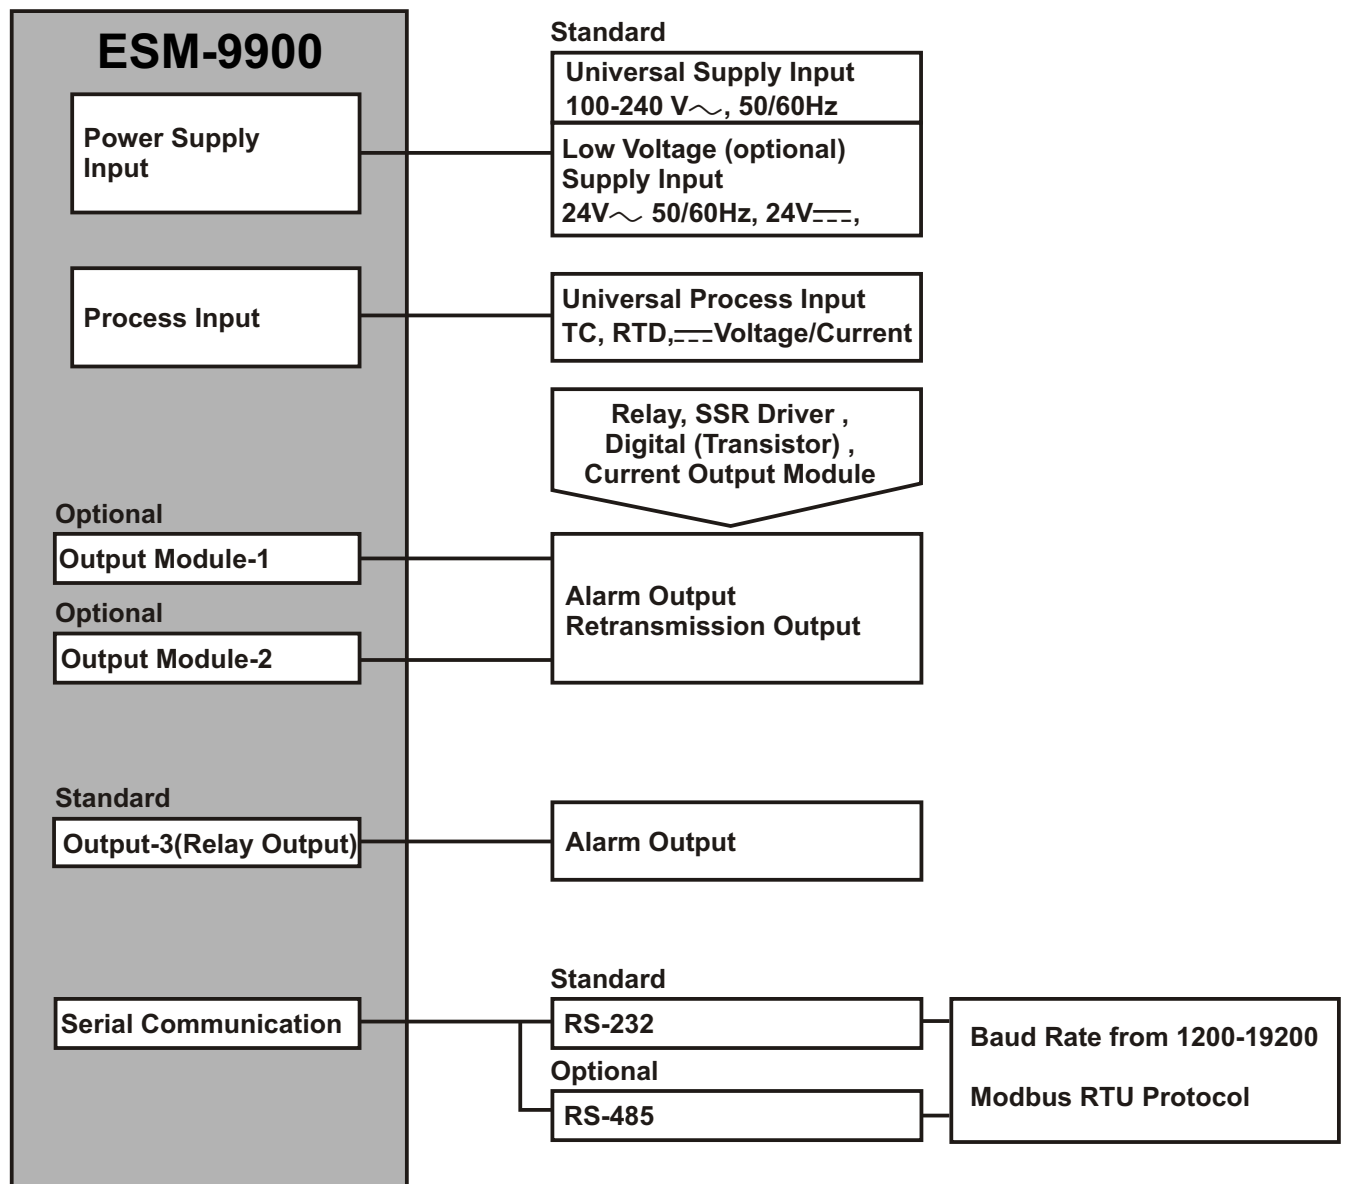 ESM-9900
Standard
Universal Supply Input
100-240 V⏦, 50/60Hz
Power Supply
Input
Low Voltage (optional)
Supply Input
24V⏦ 50/60Hz, 24V⎓,
Process Input
Universal Process Input
TC, RTD,⎓Voltage/Current
Relay, SSR Driver ,
Digital (Transistor) ,
Current Output Module
Optional
Output Module-1
Optional
Output Module-2
Alarm Output
Retransmission Output
Standard
Output-3(Relay Output)
Alarm Output
Serial Communication
Standard
RS-232
Optional
RS-485
Baud Rate from 1200-19200
Modbus RTU Protocol